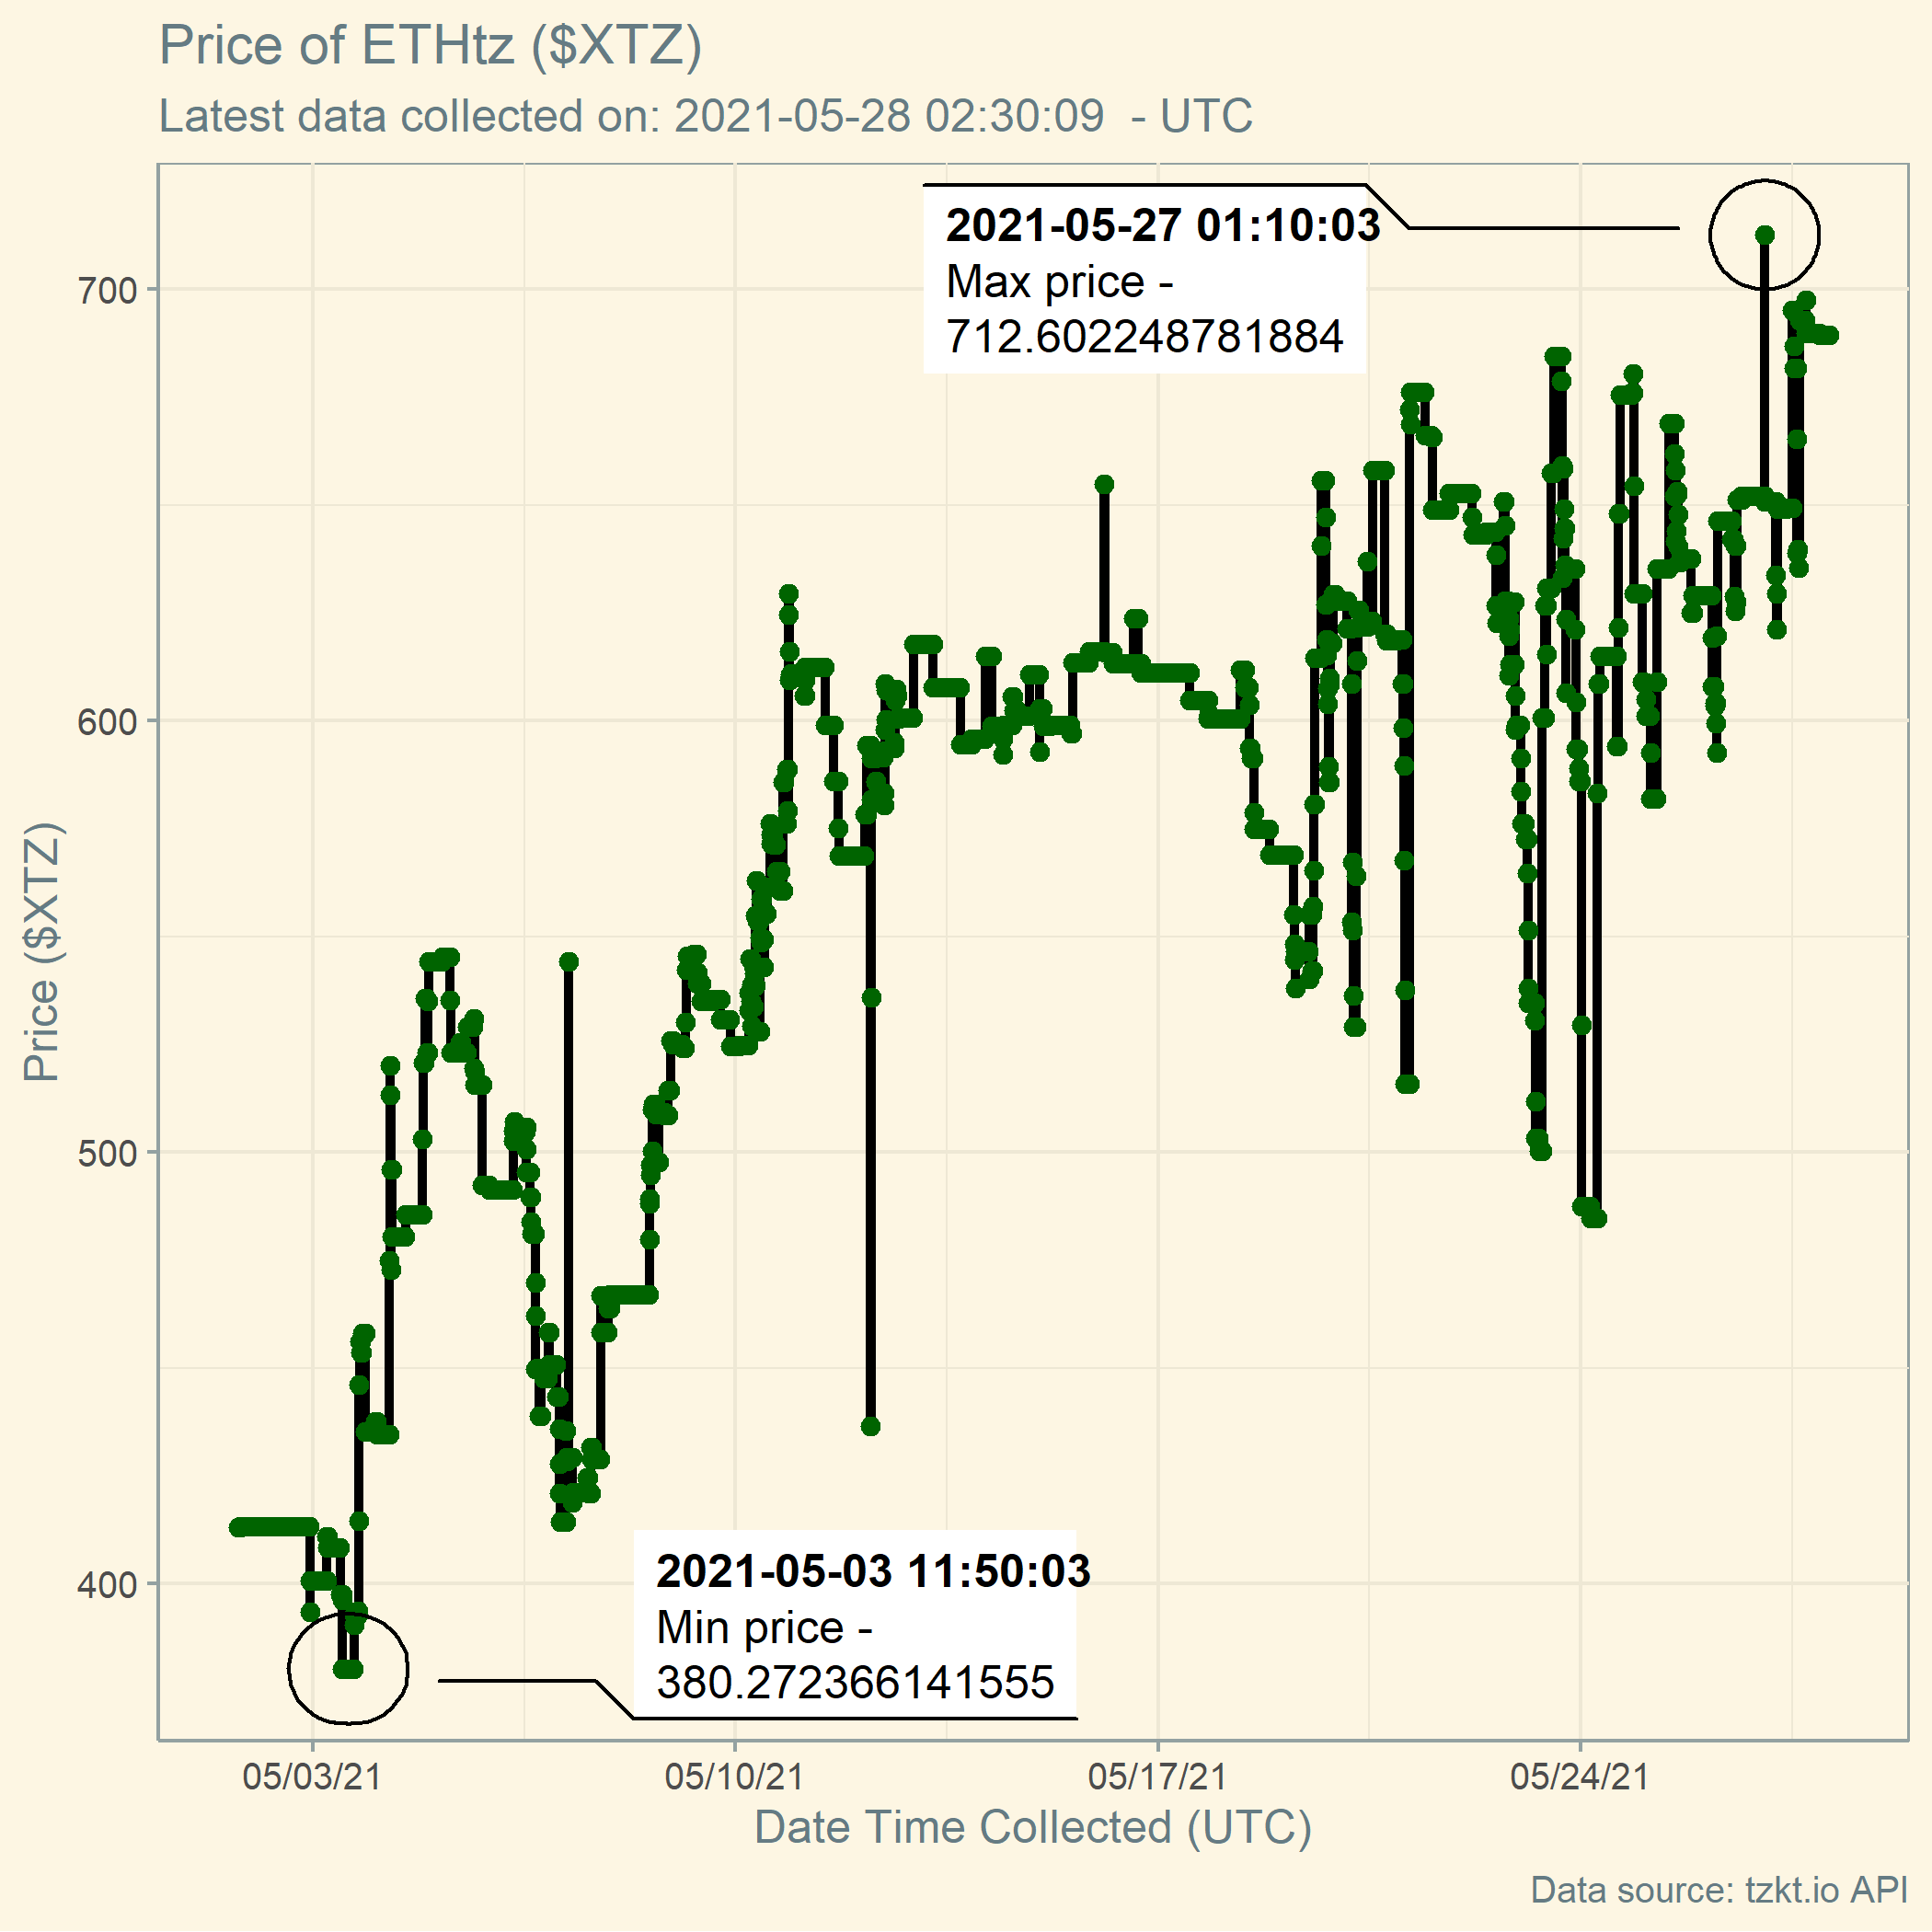 Price of ETHtz ($XTZ)
Latest data collected on: 2021-05-28 02:30:09  - UTC
2021-05-27 01:10:03
Max price -
712.602248781884
700
600
500
400
Price ($XTZ)
2021-05-03 11:50:03
Min price -
380.272366141555
05/03/21
05/10/21
05/17/21
05/24/21
Date Time Collected (UTC)
Data source: tzkt.io API